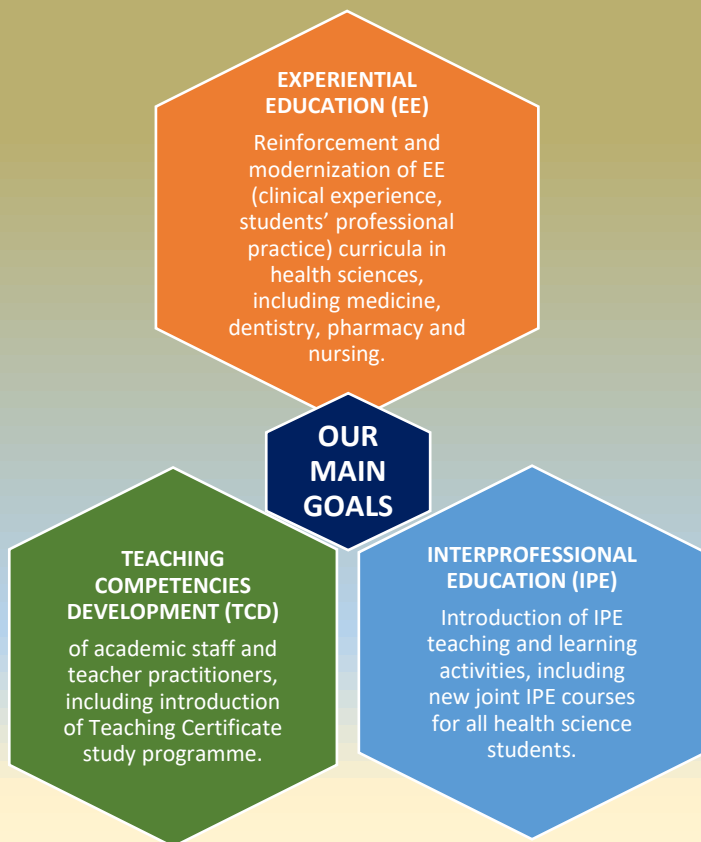 EXPERIENTIAL
EDUCATION (EE)
Reinforcement and
modernization of EE
(clinical experience,
students’ professional
practice) curricula in
health sciences,
including medicine,
dentistry, pharmacy and
nursing.
OUR
MAIN
GOALS
TEACHING
COMPETENCIES
DEVELOPMENT (TCD)
of academic staff and
teacher practitioners,
including introduction
of Teaching Certificate
study programme.
INTERPROFESSIONAL
EDUCATION (IPE)
Introduction of IPE
teaching and learning
activities, including
new joint IPE courses
for all health science
students.